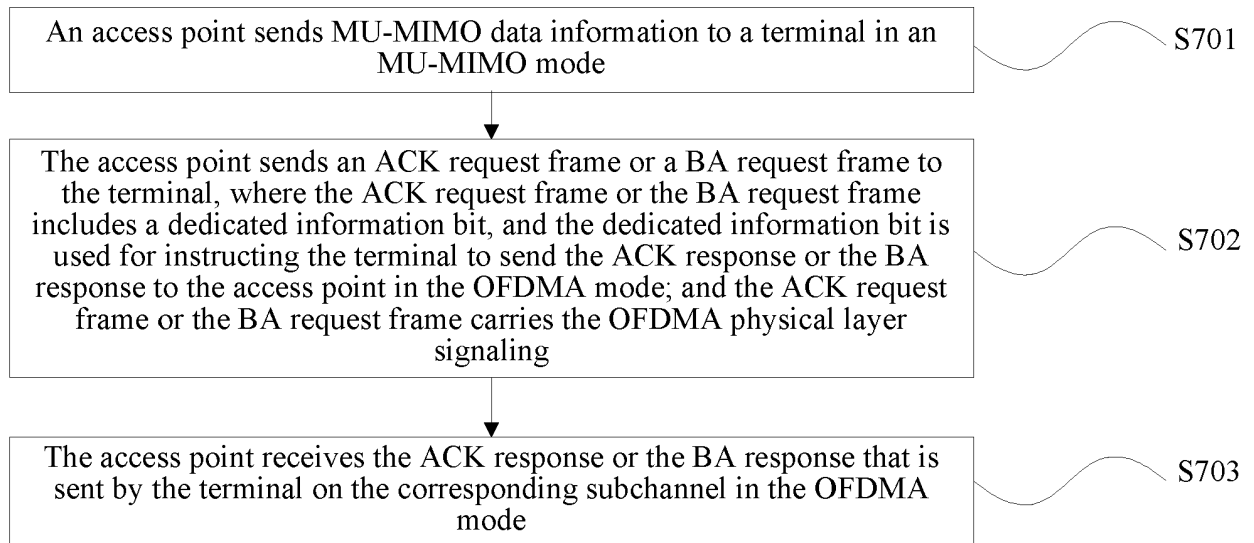 An access point sends MU-MIMO data information to a terminal in an
MU-MIMO mode
S701
The access point sends an ACK request frame or a BA request frame to
the terminal, where the ACK request frame or the BA request frame
includes a dedicated information bit, and the dedicated information bit is
used for instructing the terminal to send the ACK response or the BA
response to the access point in the OFDMA mode; and the ACK request
frame or the BA request frame carries the OFDMA physical layer
signaling
S702
The access point receives the ACK response or the BA response that is
sent by the terminal on the corresponding subchannel in the OFDMA
mode
S703